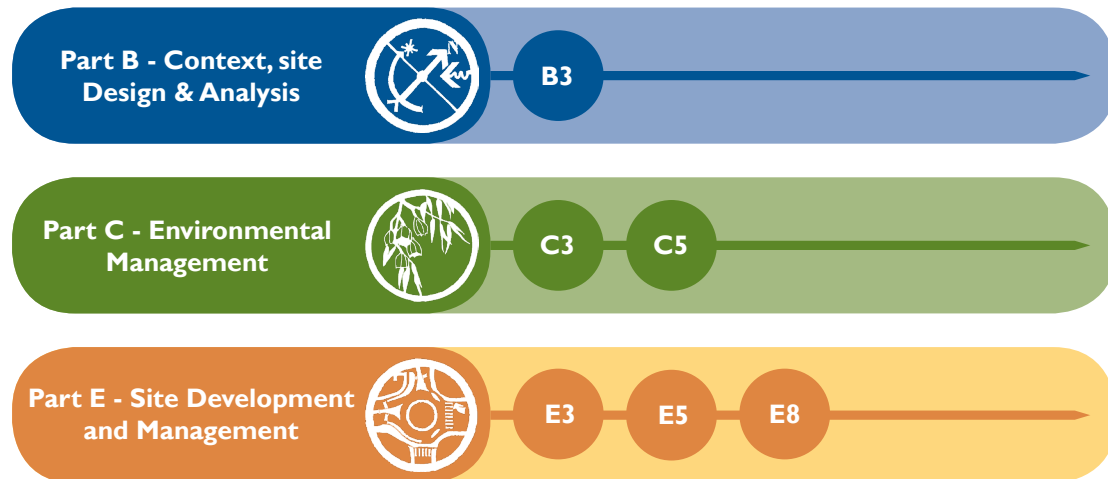 Part B - Context, site
Design & Analysis
N
B3
Part C - Environmental
Management
C3 C5
Part E - Site Development
and Management
E3 E5 E8